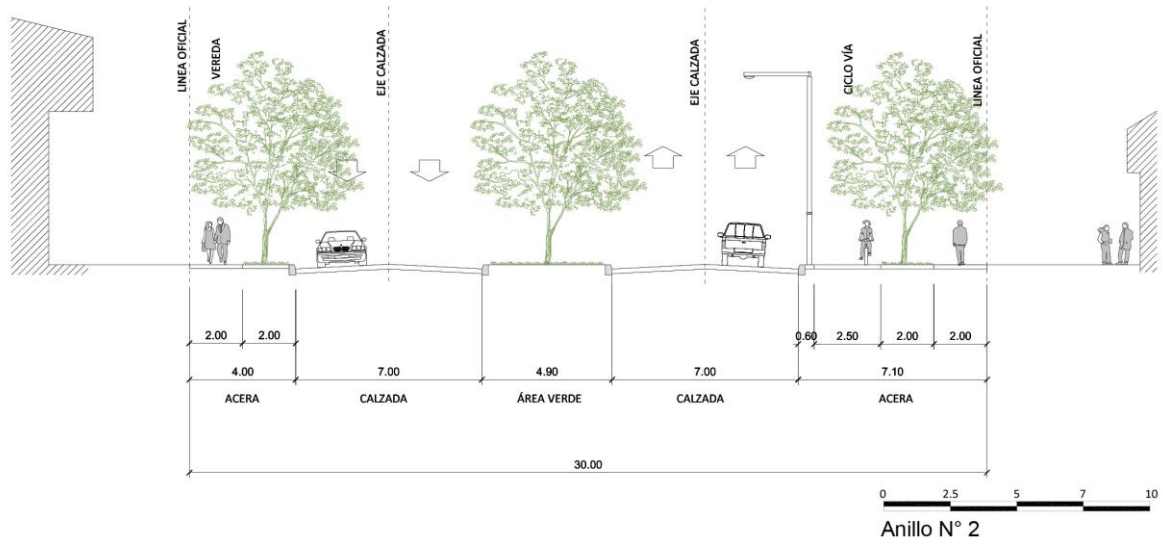 LINEA OFICIAL
VEREDA
EJE CALZADA
EJE CALZADA
CICLO VÍA
LINEA OFICIAL
2.00 2.00 0.60 2.50 2.00 2.00
4.00 7.00 4.90 7.00 7.10
ACERA CALZADA ÁREA VERDE CALZADA ACERA
30.00
0 2.5 5 7 10
Anillo N° 2